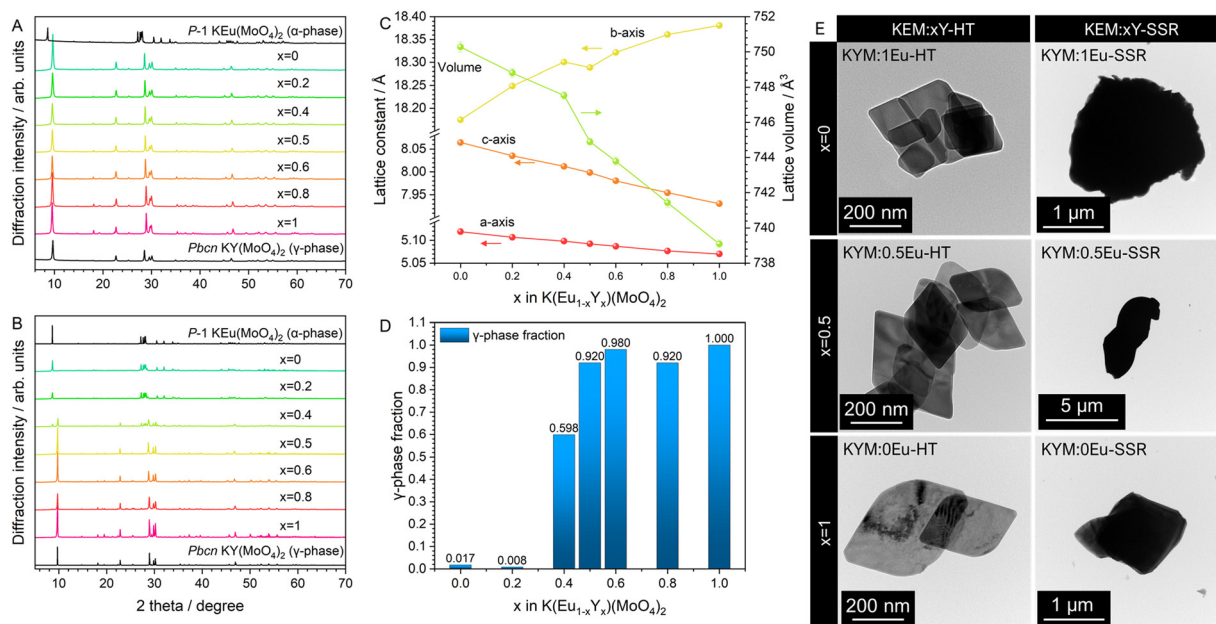 A
P-1 KEu(MoO₄)₂ (α-phase)
x=0
x=0.2
x=0.4
x=0.5
x=0.6
x=0.8
x=1
Pbcn KY(MoO₄)₂ (γ-phase)
Diffraction intensity / arb. units
10 20 30 40 50 60 70
B
P-1 KEu(MoO₄)₂ (α-phase)
x=0
x=0.2
x=0.4
x=0.5
x=0.6
x=0.8
x=1
Pbcn KY(MoO₄)₂ (γ-phase)
Diffraction intensity / arb. units
10 20 30 40 50 60 70
2 theta / degree
C
18.40
18.35
18.30
18.25
18.20
8.05
8.00
7.95
5.10
5.05
Lattice constant / Å
b-axis
Volume
c-axis
a-axis
752
750
748
746
744
742
740
738
Lattice volume / Å³
0.0 0.2 0.4 0.6 0.8 1.0
x in K(Eu₁₋ₓYₓ)(MoO₄)₂
D
γ-phase fraction
1.1
1.0
0.9
0.8
0.7
0.6
0.5
0.4
0.3
0.2
0.1
0.0
γ-phase fraction
0.017
0.008
0.598
0.920
0.980
0.920
1.000
0.0 0.2 0.4 0.6 0.8 1.0
x in K(Eu₁₋ₓYₓ)(MoO₄)₂
E
KEM:xY-HT KEM:xY-SSR
x=0
KYM:1Eu-HT
200 nm
KYM:1Eu-SSR
1 µm
x=0.5
KYM:0.5Eu-HT
200 nm
KYM:0.5Eu-SSR
5 µm
x=1
KYM:0Eu-HT
200 nm
KYM:0Eu-SSR
1 µm